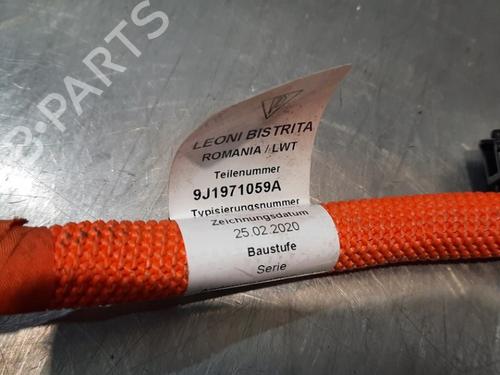 B-PARTS
LEONI BISTRITA
ROMANIA / LWT
Teilenummer
9J1971059A
Typisierungsnummer
Zeichnungsdatum
25.02.2020
Baustufe
Serie